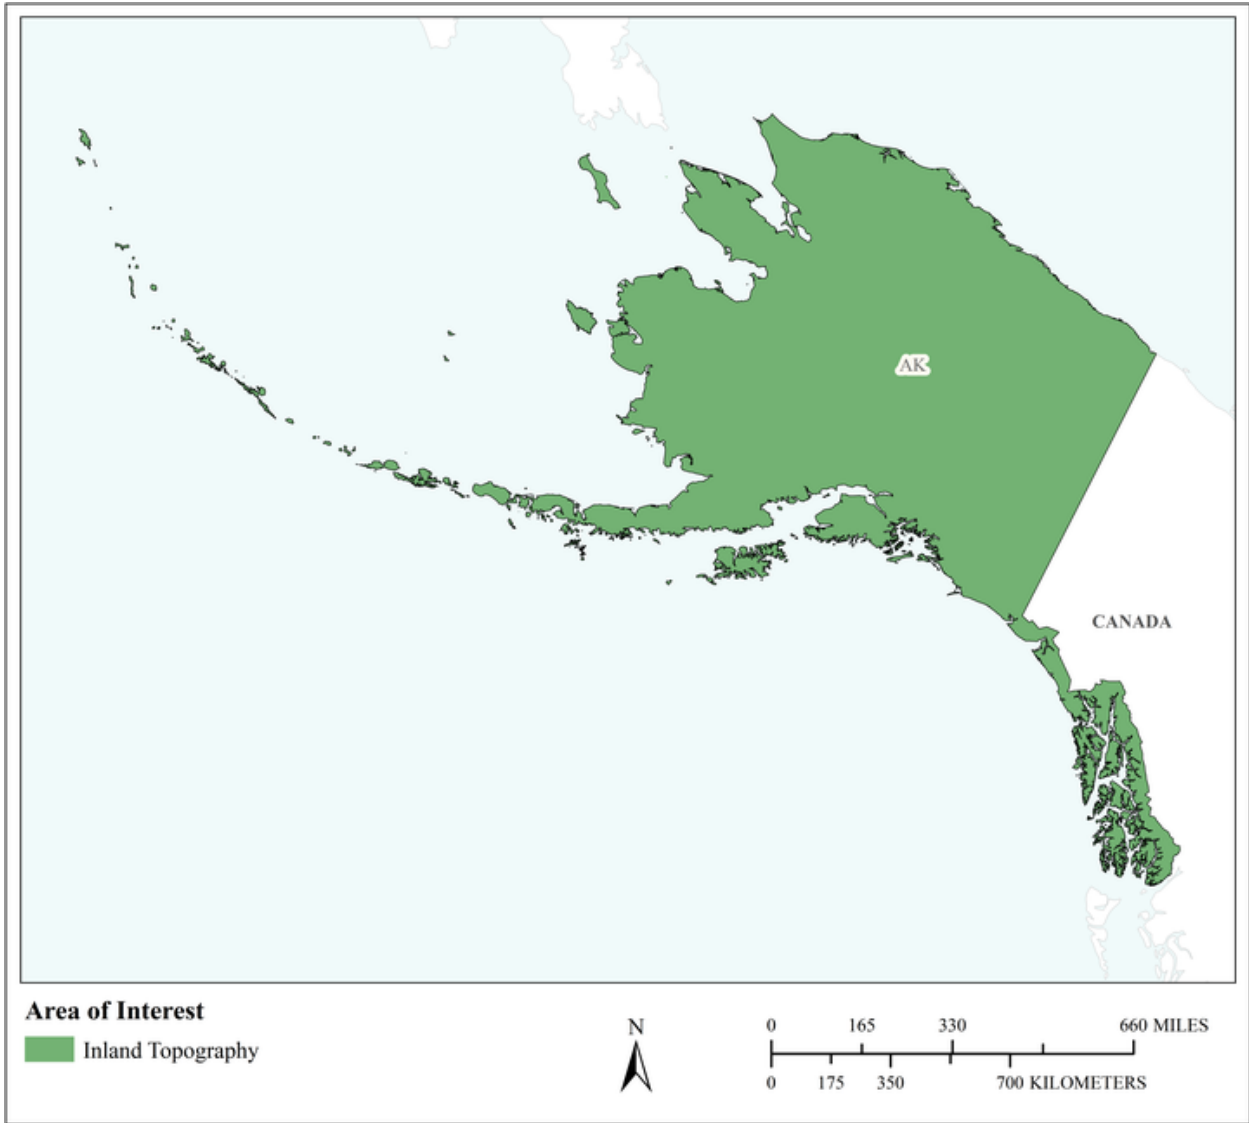 AK
CANADA
Area of Interest
Inland Topography
N
0 165 330 660 MILES
0 175 350 700 KILOMETERS